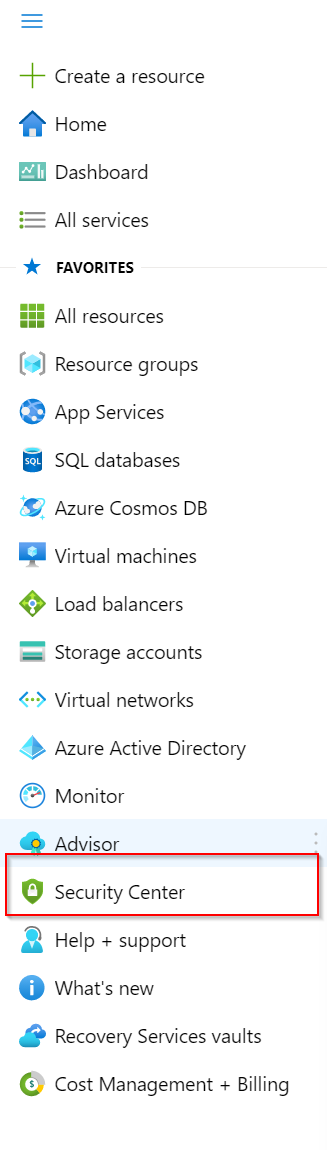 Create a resource
Home
Dashboard
All services
FAVORITES
All resources
Resource groups
App Services
SQL SQL databases
Azure Cosmos DB
Virtual machines
Load balancers
Storage accounts
Virtual networks
Azure Active Directory
Monitor
Advisor
Security Center
Help + support
What's new
Recovery Services vaults
Cost Management + Billing